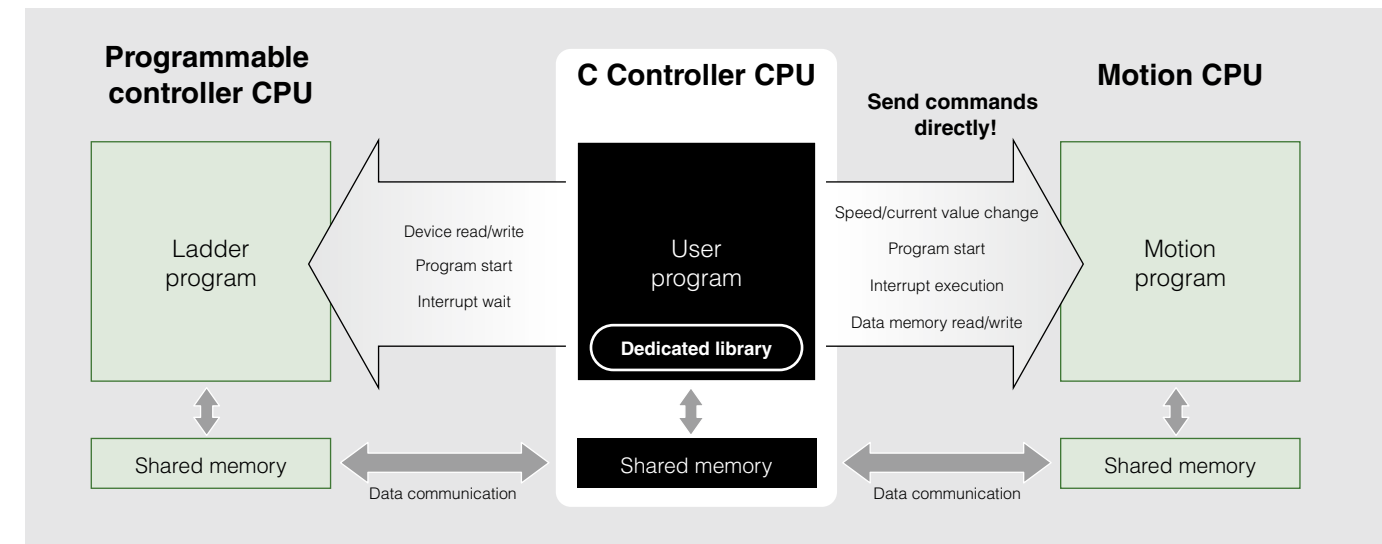 Programmable
controller CPU
Ladder
program
Device read/write
Program start
Interrupt wait
C Controller CPU
User
program
Dedicated library
Send commands
directly!
Speed/current value change
Program start
Interrupt execution
Data memory read/write
Motion CPU
Motion
program
Shared memory
Data communication
Shared memory
Data communication
Shared memory